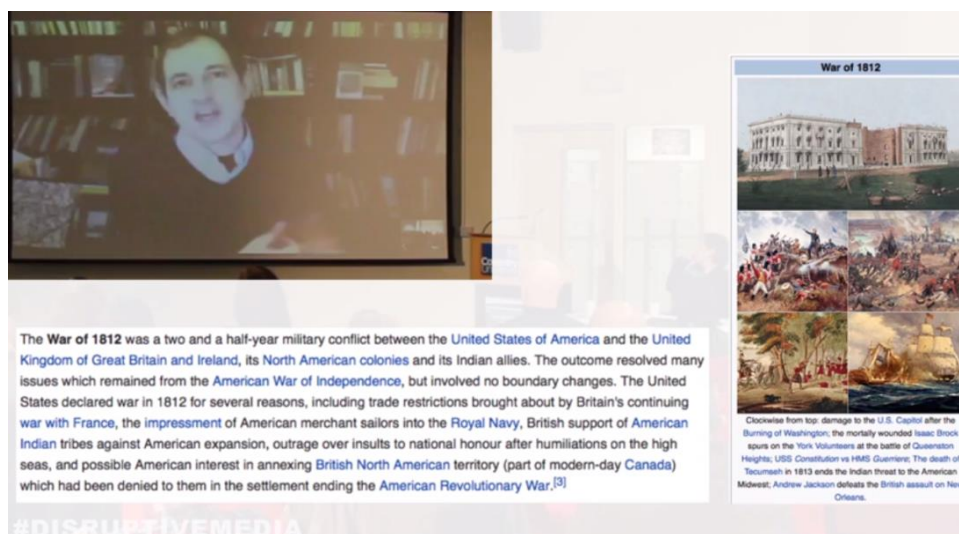 The War of 1812 was a two and a half-year military conflict between the United States of America and the United
Kingdom of Great Britain and Ireland, its North American colonies and its Indian allies. The outcome resolved many
issues which remained from the American War of Independence, but involved no boundary changes. The United
States declared war in 1812 for several reasons, including trade restrictions brought about by Britain's continuing
war with France, the impressment of American merchant sailors into the Royal Navy, British support of American
Indian tribes against American expansion, outrage over insults to national honour after humiliations on the high
seas, and possible American interest in annexing British North American territory (part of modern-day Canada)
which had been denied to them in the settlement ending the American Revolutionary War.[3]
War of 1812
Clockwise from top: damage to the U.S. Capitol after the
Burning of Washington; the mortally wounded Isaac Brock
spurs on the York Volunteers at the battle of Queenston
Heights; USS Constitution vs HMS Guerriere; The death of
Tecumseh in 1813 ends the Indian threat to the American
Midwest; Andrew Jackson defeats the British assault on New
Orleans.
#DISRUPTIVEMEDIA